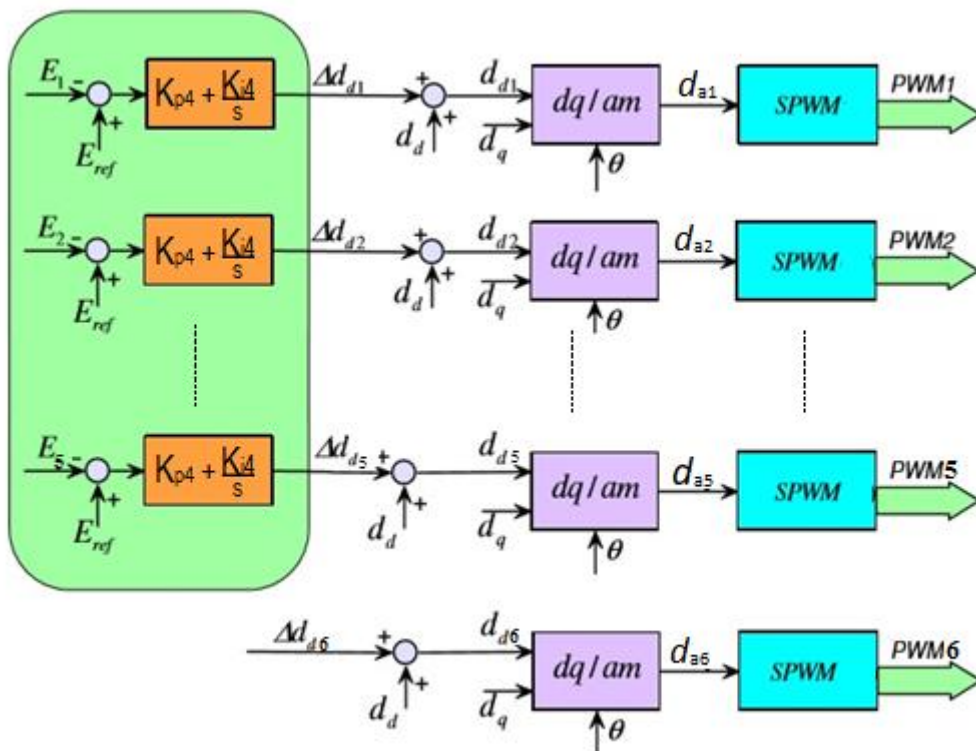 E1 - Kp4 + Ki4/s Δdd1 + dd1 dq/am da1 SPWM PWM1
+ Eref dd + dq θ
E2 - Kp4 + Ki4/s Δdd2 + dd2 dq/am da2 SPWM PWM2
+ Eref dd + dq θ
E5 - Kp4 + Ki4/s Δdd5 + dd5 dq/am da5 SPWM PWM5
+ Eref dd + dq θ
Δdd6 + dd6 dq/am da6 SPWM PWM6
dd + dq θ